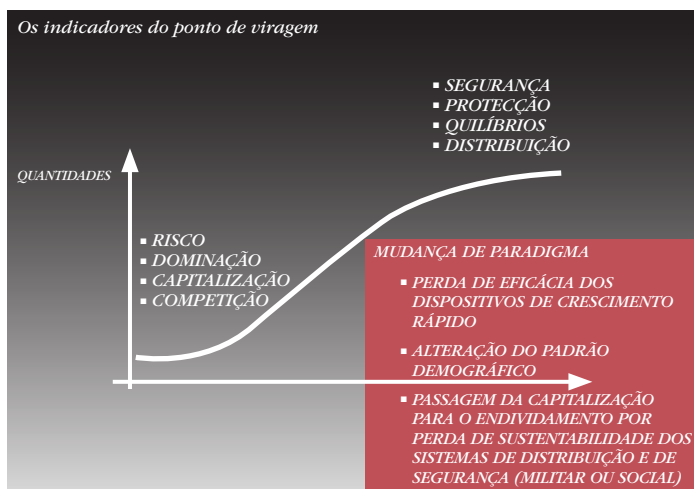 Os indicadores do ponto de viragem
▪ SEGURANÇA
▪ PROTECÇÃO
▪ QUILÍBRIOS
▪ DISTRIBUIÇÃO
QUANTIDADES
▪ RISCO
▪ DOMINAÇÃO
▪ CAPITALIZAÇÃO
▪ COMPETIÇÃO
MUDANÇA DE PARADIGMA
▪ PERDA DE EFICÁCIA DOS
DISPOSITIVOS DE CRESCIMENTO
RÁPIDO
▪ ALTERAÇÃO DO PADRÃO
DEMOGRÁFICO
▪ PASSAGEM DA CAPITALIZAÇÃO
PARA O ENDIVIDAMENTO POR
PERDA DE SUSTENTABILIDADE DOS
SISTEMAS DE DISTRIBUIÇÃO E DE
SEGURANÇA (MILITAR OU SOCIAL)